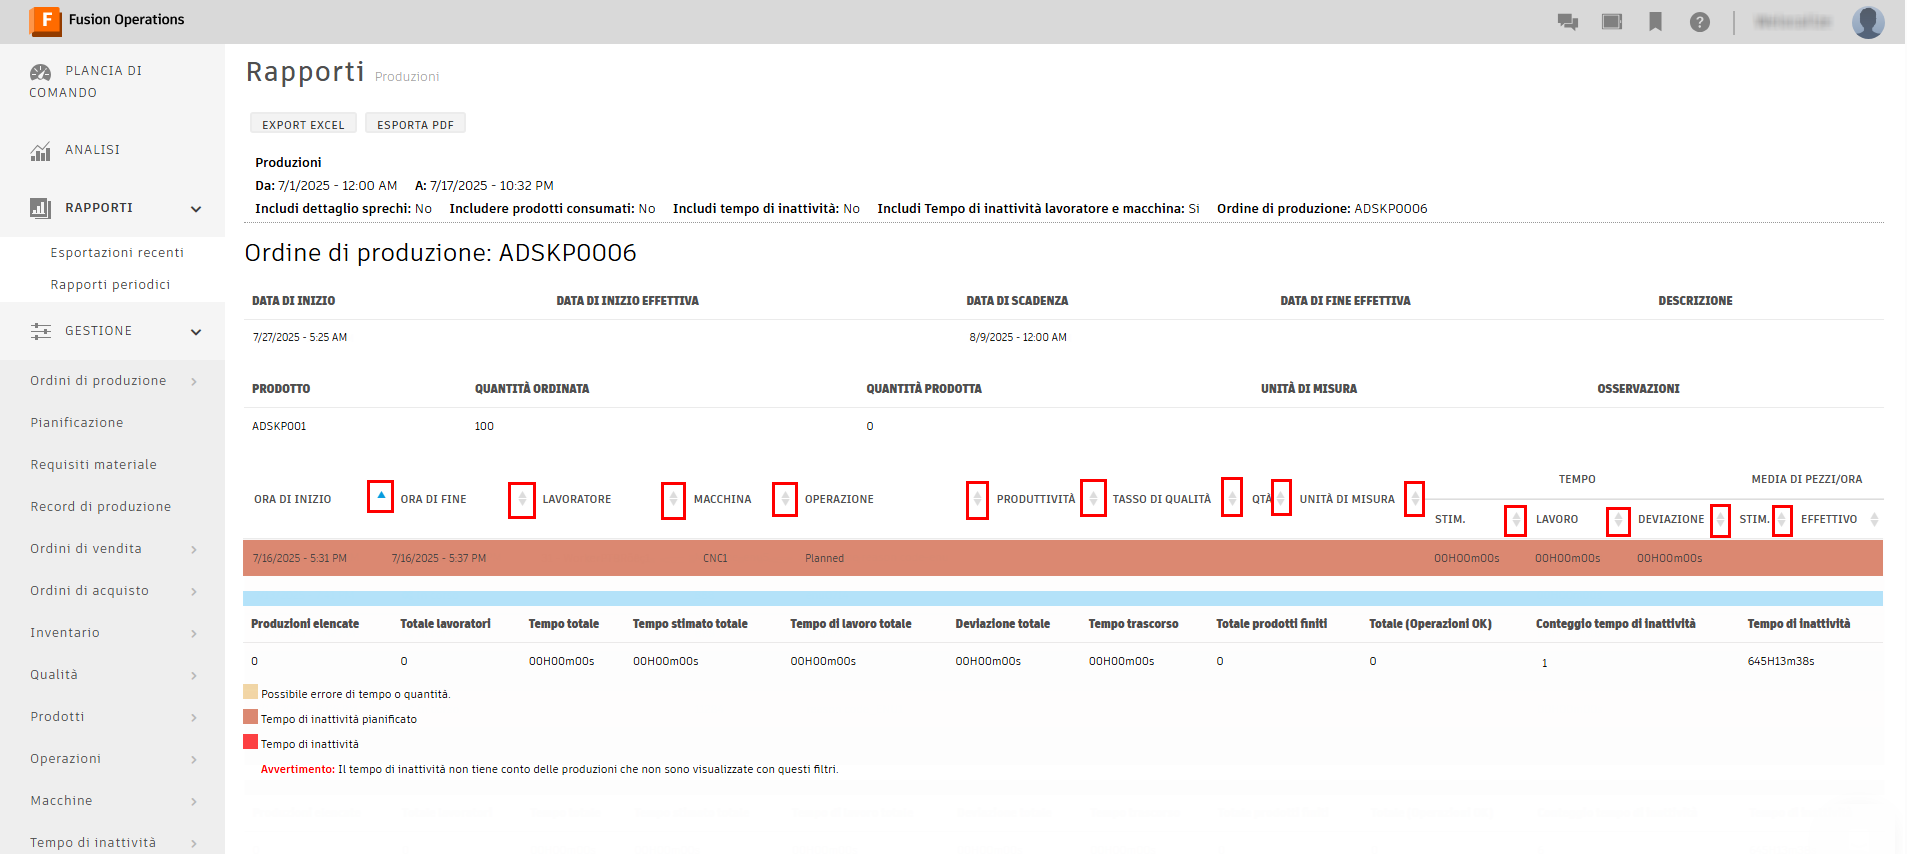 Fusion Operations
PLANCIA DI
COMANDO
ANALISI
RAPPORTI
Esportazioni recenti
Rapporti periodici
GESTIONE
Ordini di produzione
Pianificazione
Requisiti materiale
Record di produzione
Ordini di vendita
Ordini di acquisto
Inventario
Qualità
Prodotti
Operazioni
Macchine
Tempo di inattività
Rapporti Produzioni
EXPORT EXCEL ESPORTA PDF
Produzioni
Da: 7/1/2025 - 12:00 AM A: 7/17/2025 - 10:32 PM
Includi dettaglio sprechi: No Includere prodotti consumati: No Includi tempo di inattività: No Includi Tempo di inattività lavoratore e macchina: Si Ordine di produzione: ADSKP0006
Ordine di produzione: ADSKP0006
DATA DI INIZIO DATA DI INIZIO EFFETTIVA DATA DI SCADENZA DATA DI FINE EFFETTIVA DESCRIZIONE
7/27/2025 - 5:25 AM 8/9/2025 - 12:00 AM
PRODOTTO QUANTITÀ ORDINATA QUANTITÀ PRODOTTA UNITÀ DI MISURA OSSERVAZIONI
ADSKP001 100 0
TEMPO MEDIA DI PEZZI/ORA
ORA DI INIZIO ORA DI FINE LAVORATORE MACCHINA OPERAZIONE PRODUTTIVITÀ TASSO DI QUALITÀ QTÀ UNITÀ DI MISURA
STIM. LAVORO DEVIAZIONE STIM. EFFETTIVO
7/16/2025 - 5:31 PM 7/16/2025 - 5:37 PM CNC1 Planned 00H00m00s 00H00m00s 00H00m00s
Produzioni elencate Totale lavoratori Tempo totale Tempo stimato totale Tempo di lavoro totale Deviazione totale Tempo trascorso Totale prodotti finiti Totale (Operazioni OK) Conteggio tempo di inattività Tempo di inattività
0 0 00H00m00s 00H00m00s 00H00m00s 00H00m00s 00H00m00s 0 0 1 645H13m38s
Possibile errore di tempo o quantità.
Tempo di inattività pianificato
Tempo di inattività
Avvertimento: Il tempo di inattività non tiene conto delle produzioni che non sono visualizzate con questi filtri.